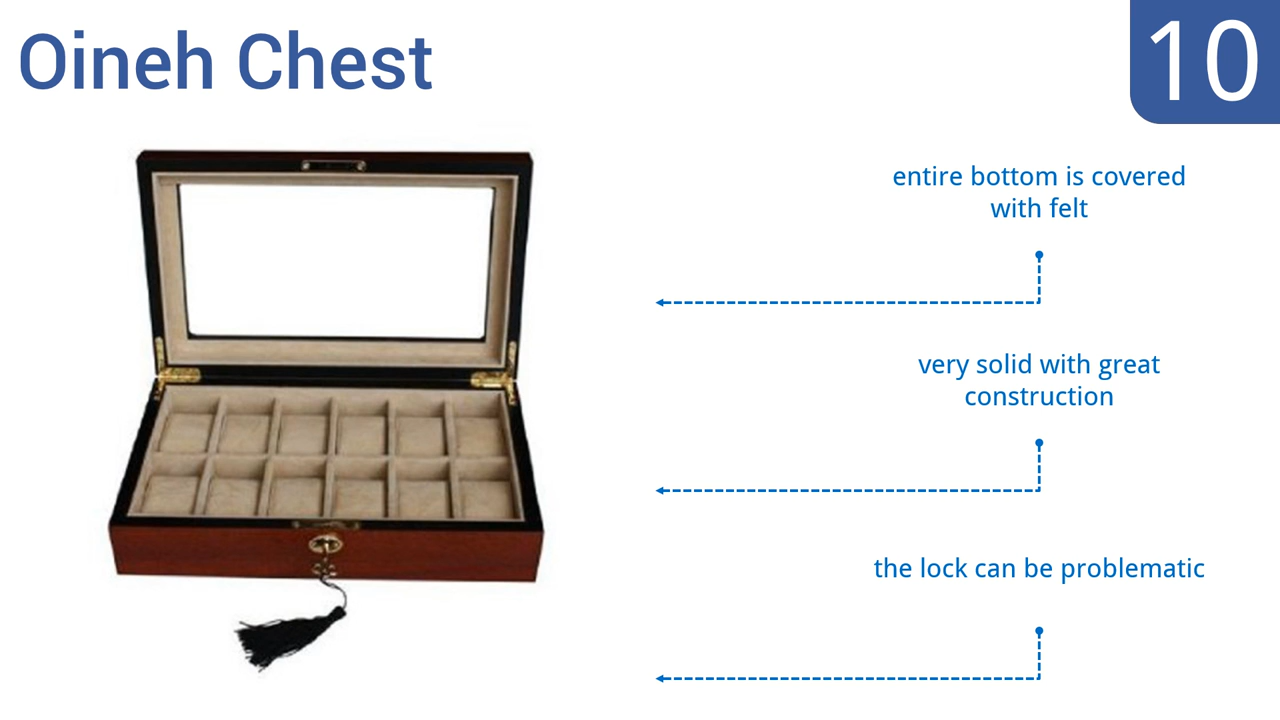 Oineh Chest
10
entire bottom is covered
with felt
very solid with great
construction
the lock can be problematic